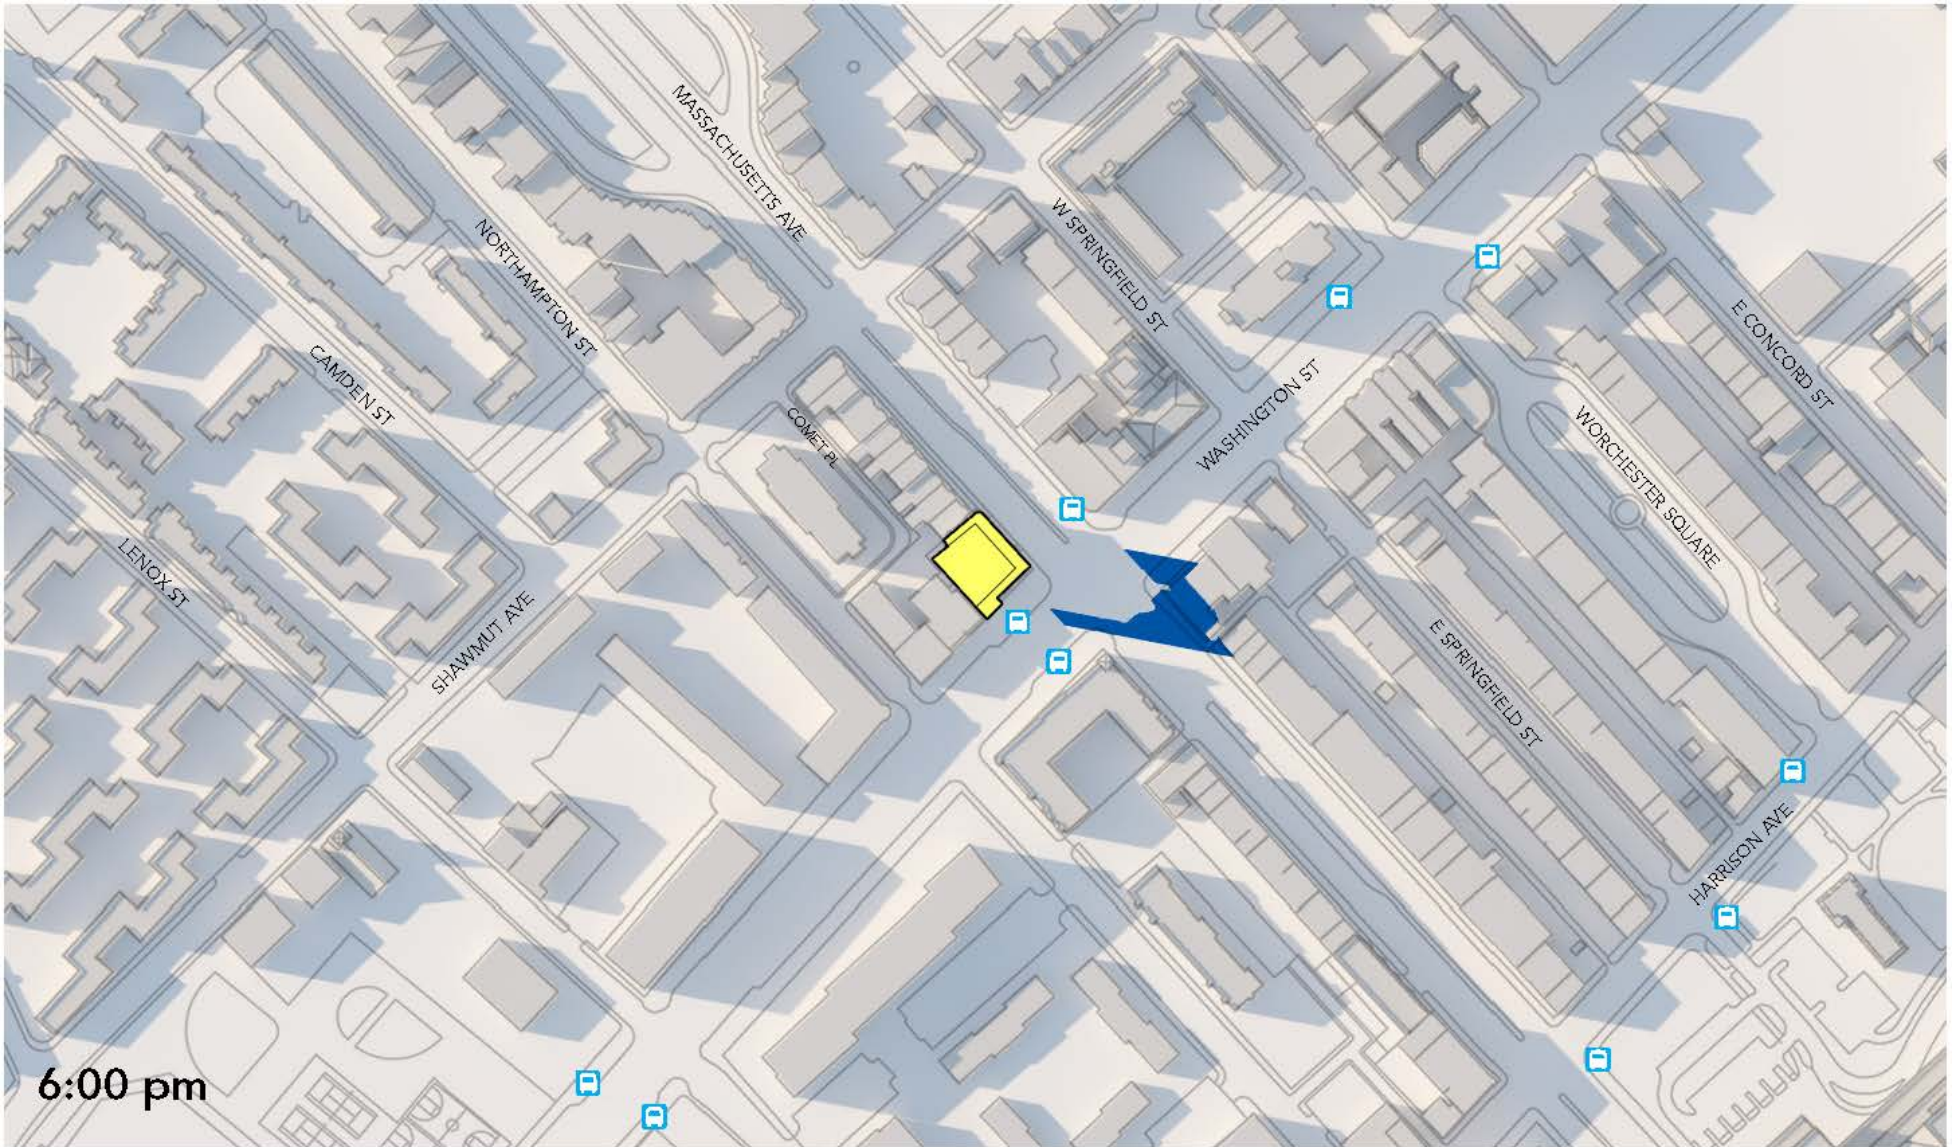 MASSACHUSETTS AVE
W SPRINGFIELD ST
NORTHAMPTON ST
E CONCORD ST
CAMDEN ST
WASHINGTON ST
COMET PL
WORCHESTER SQUARE
LENOX ST
SHAWMUT AVE
E SPRINGFIELD ST
HARRISON AVE
6:00 pm